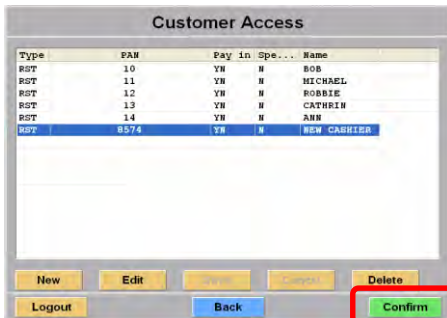 Customer Access
Type PAN Pay in Spe... Name
RST 10 YN N BOB
RST 11 YN N MICHAEL
RST 12 YN N ROBBIE
RST 13 YN N CATHRIN
RST 14 YN N ANN
RST 8574 YN N NEW CASHIER
New Edit Cancel Delete
Logout Back Confirm